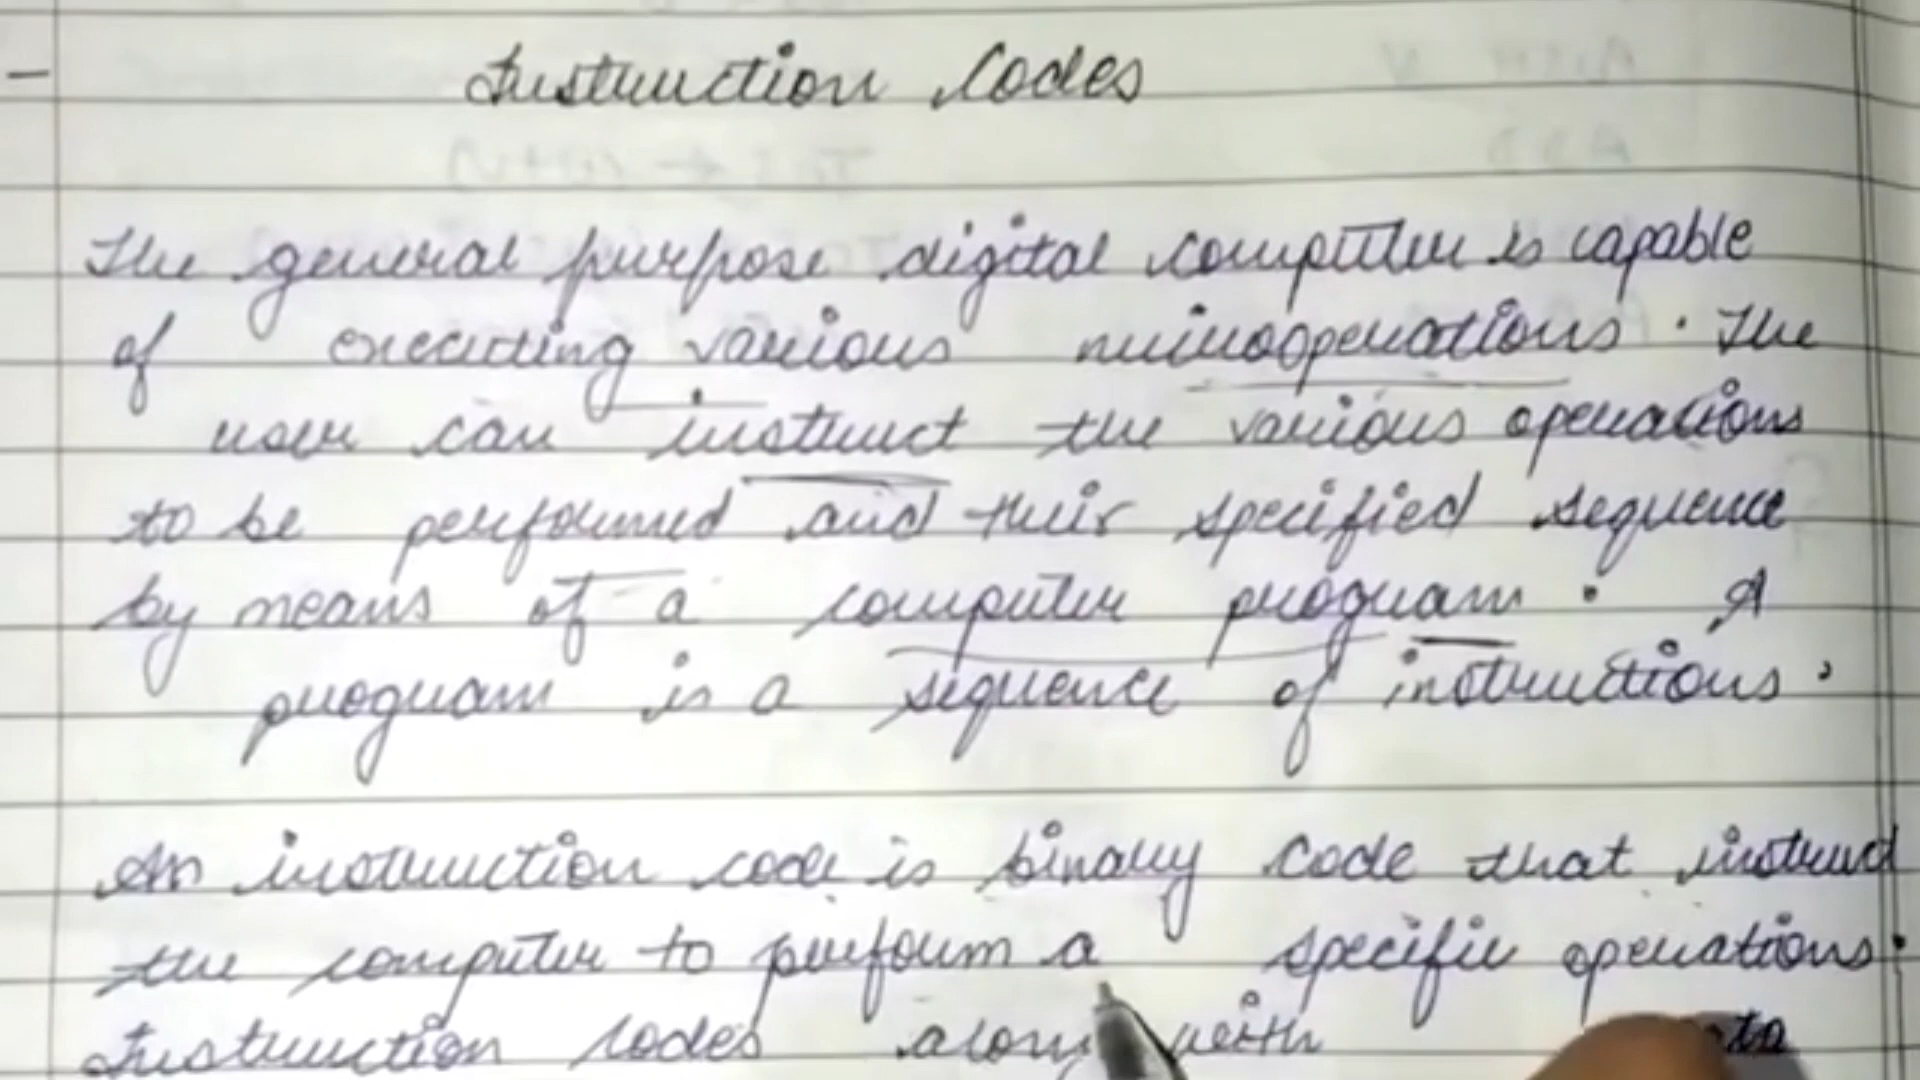 Instruction Codes
The general purpose digital computer is capable
of executing various microoperations. The
user can instruct the various operations
to be performed and their specified sequence
by means of a computer program. A
program is a sequence of instructions.
An instruction code is binary code that instruct
the computer to perform a specific operations.
Instruction codes along with